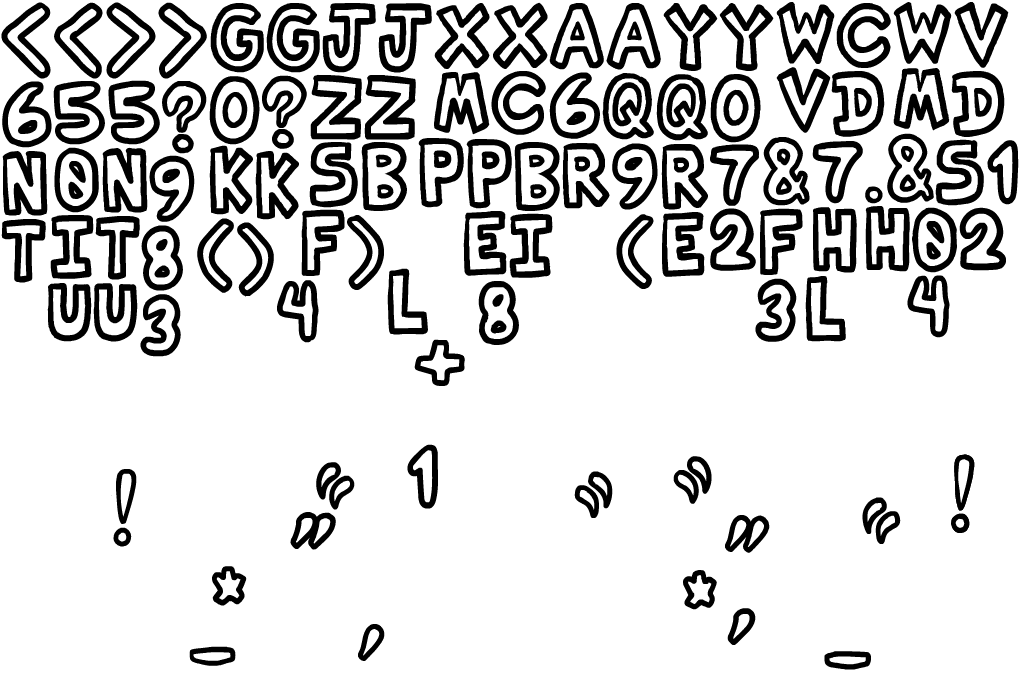 <<>>GGJJXXAAYYWCWV
655?0?ZZ MC6QQO VDMD
N0N9 KK SB PPBR9R7&7.&S1
TIT8() F) EI (E2FHH02
UU3 4 L 8 3L 4
+
! " 1 " " " !
" "
* *
, ,
- -